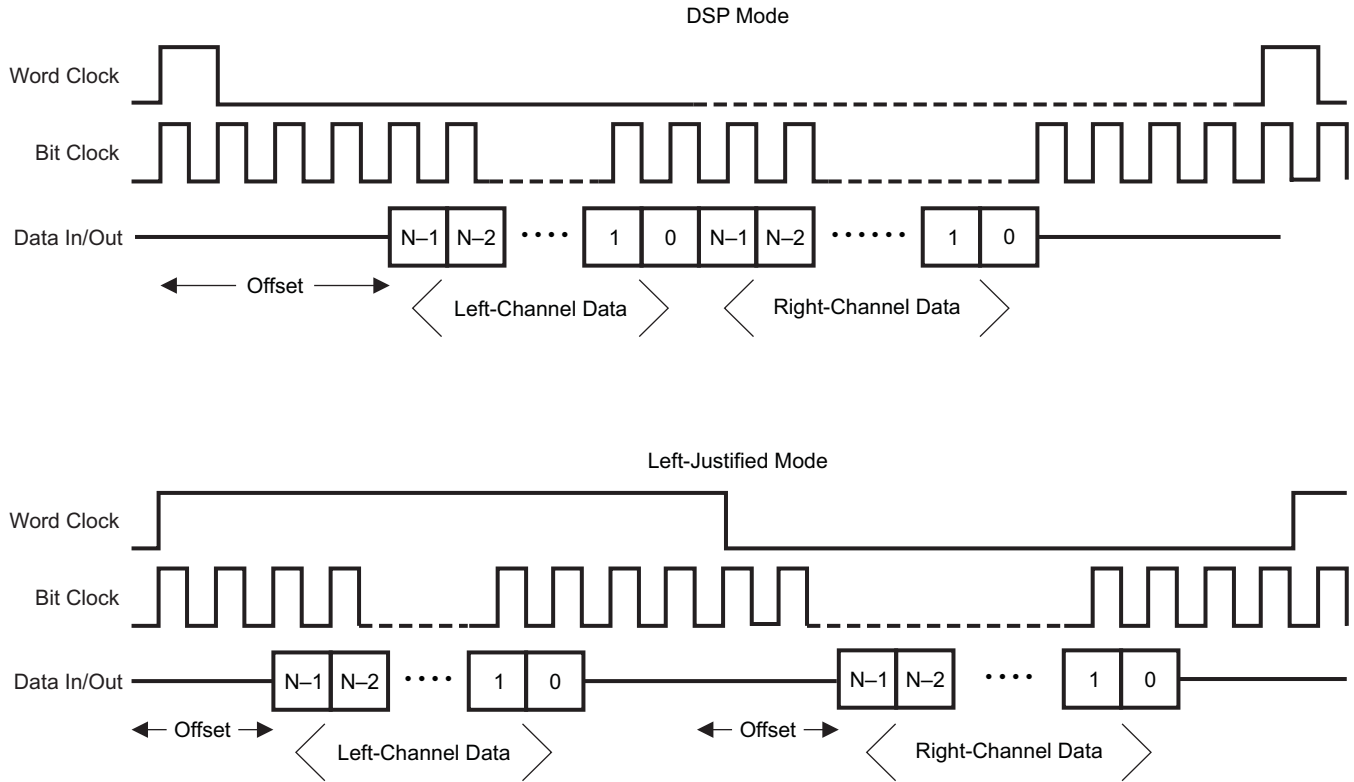 DSP Mode
Word Clock
Bit Clock
Data In/Out
N–1 N–2 •••• 1 0 N–1 N–2 •••••• 1 0
Offset
Left-Channel Data Right-Channel Data
Left-Justified Mode
Word Clock
Bit Clock
Data In/Out
N–1 N–2 •••• 1 0 N–1 N–2 •••• 1 0
Offset Offset
Left-Channel Data Right-Channel Data